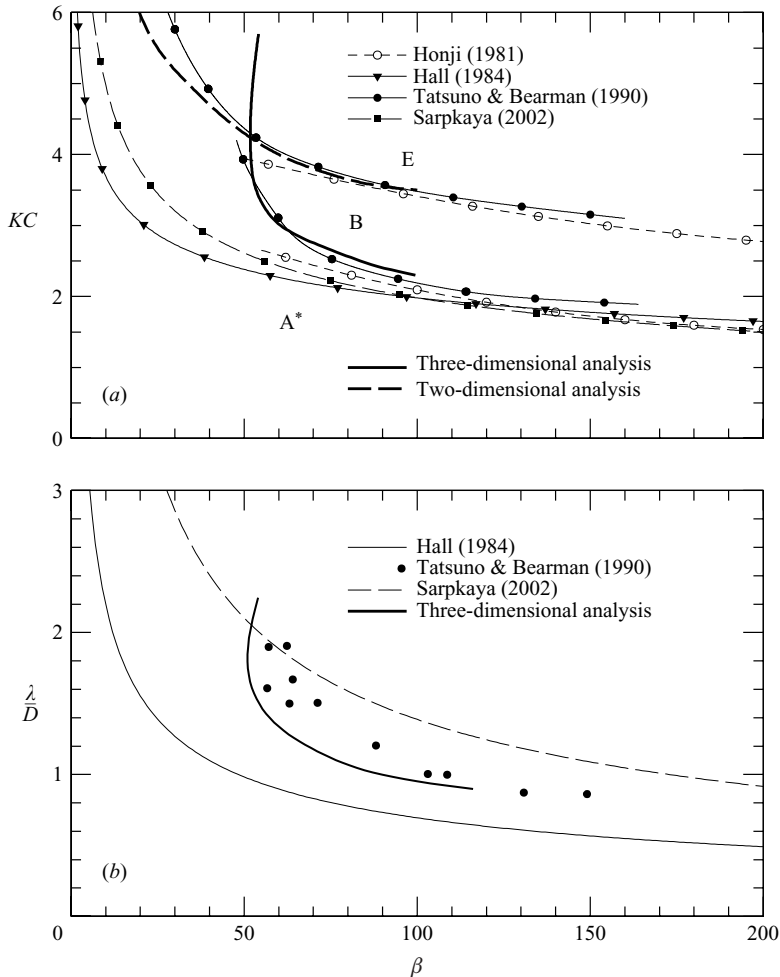 6
Honji (1981)
Hall (1984)
Tatsuno & Bearman (1990)
Sarpkaya (2002)
E
4
KC
B
2
A*
Three-dimensional analysis
Two-dimensional analysis
(a)
0
3
Hall (1984)
Tatsuno & Bearman (1990)
Sarpkaya (2002)
Three-dimensional analysis
2
λ
D
1
(b)
0 50 100 150 200
β